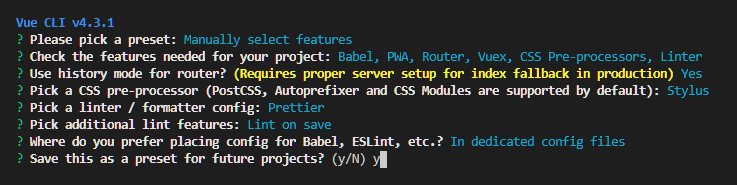 Vue CLI v4.3.1
? Please pick a preset: Manually select features
? Check the features needed for your project: Babel, PWA, Router, Vuex, CSS Pre-processors, Linter
? Use history mode for router? (Requires proper server setup for index fallback in production) Yes
? Pick a CSS pre-processor (PostCSS, Autoprefixer and CSS Modules are supported by default): Stylus
? Pick a linter / formatter config: Prettier
? Pick additional lint features: Lint on save
? Where do you prefer placing config for Babel, ESLint, etc.? In dedicated config files
? Save this as a preset for future projects? (y/N) y